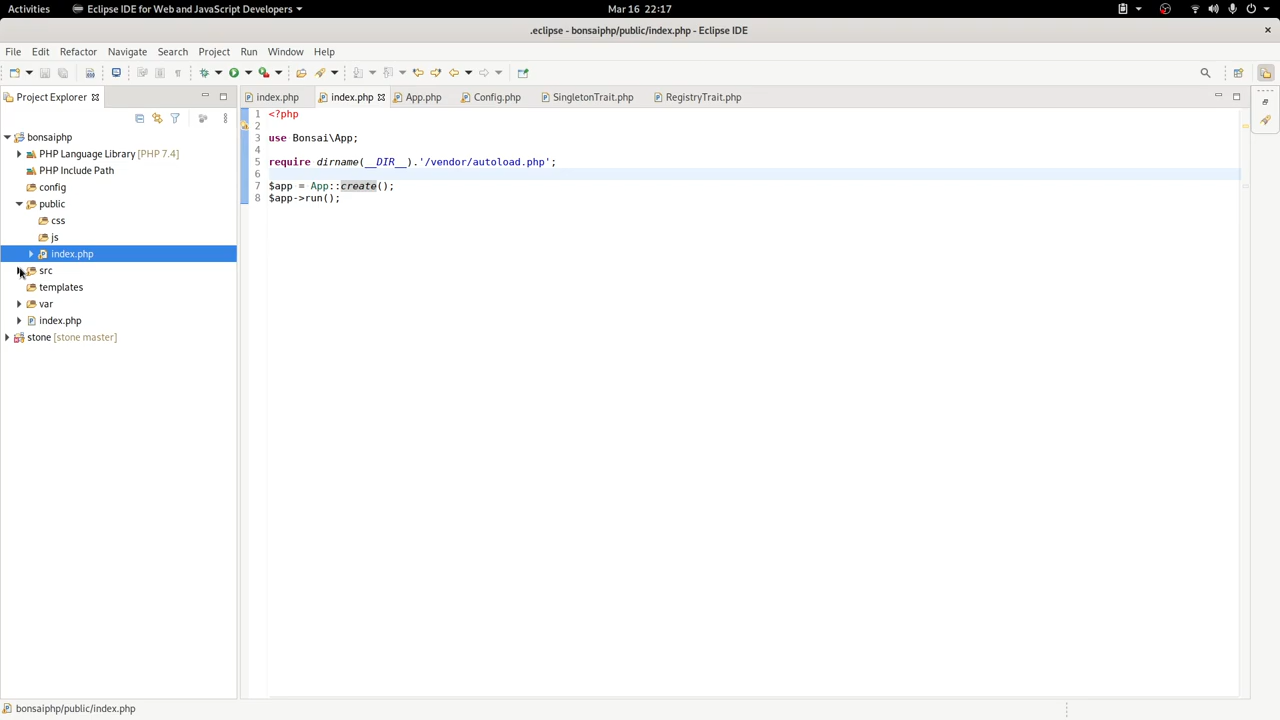 Activities
Eclipse IDE for Web and JavaScript Developers
Mar 16 22:17
.eclipse - bonsaiphp/public/index.php - Eclipse IDE
File Edit Refactor Navigate Search Project Run Window Help
Project Explorer
index.php
index.php
App.php
Config.php
SingletonTrait.php
RegistryTrait.php
bonsaiphp
PHP Language Library [PHP 7.4]
PHP Include Path
config
public
css
js
index.php
src
templates
var
index.php
stone [stone master]
1 <?php
2
3 use Bonsai\App;
4
5 require dirname(__DIR__).'/vendor/autoload.php';
6
7 $app = App::create();
8 $app->run();
bonsaiphp/public/index.php